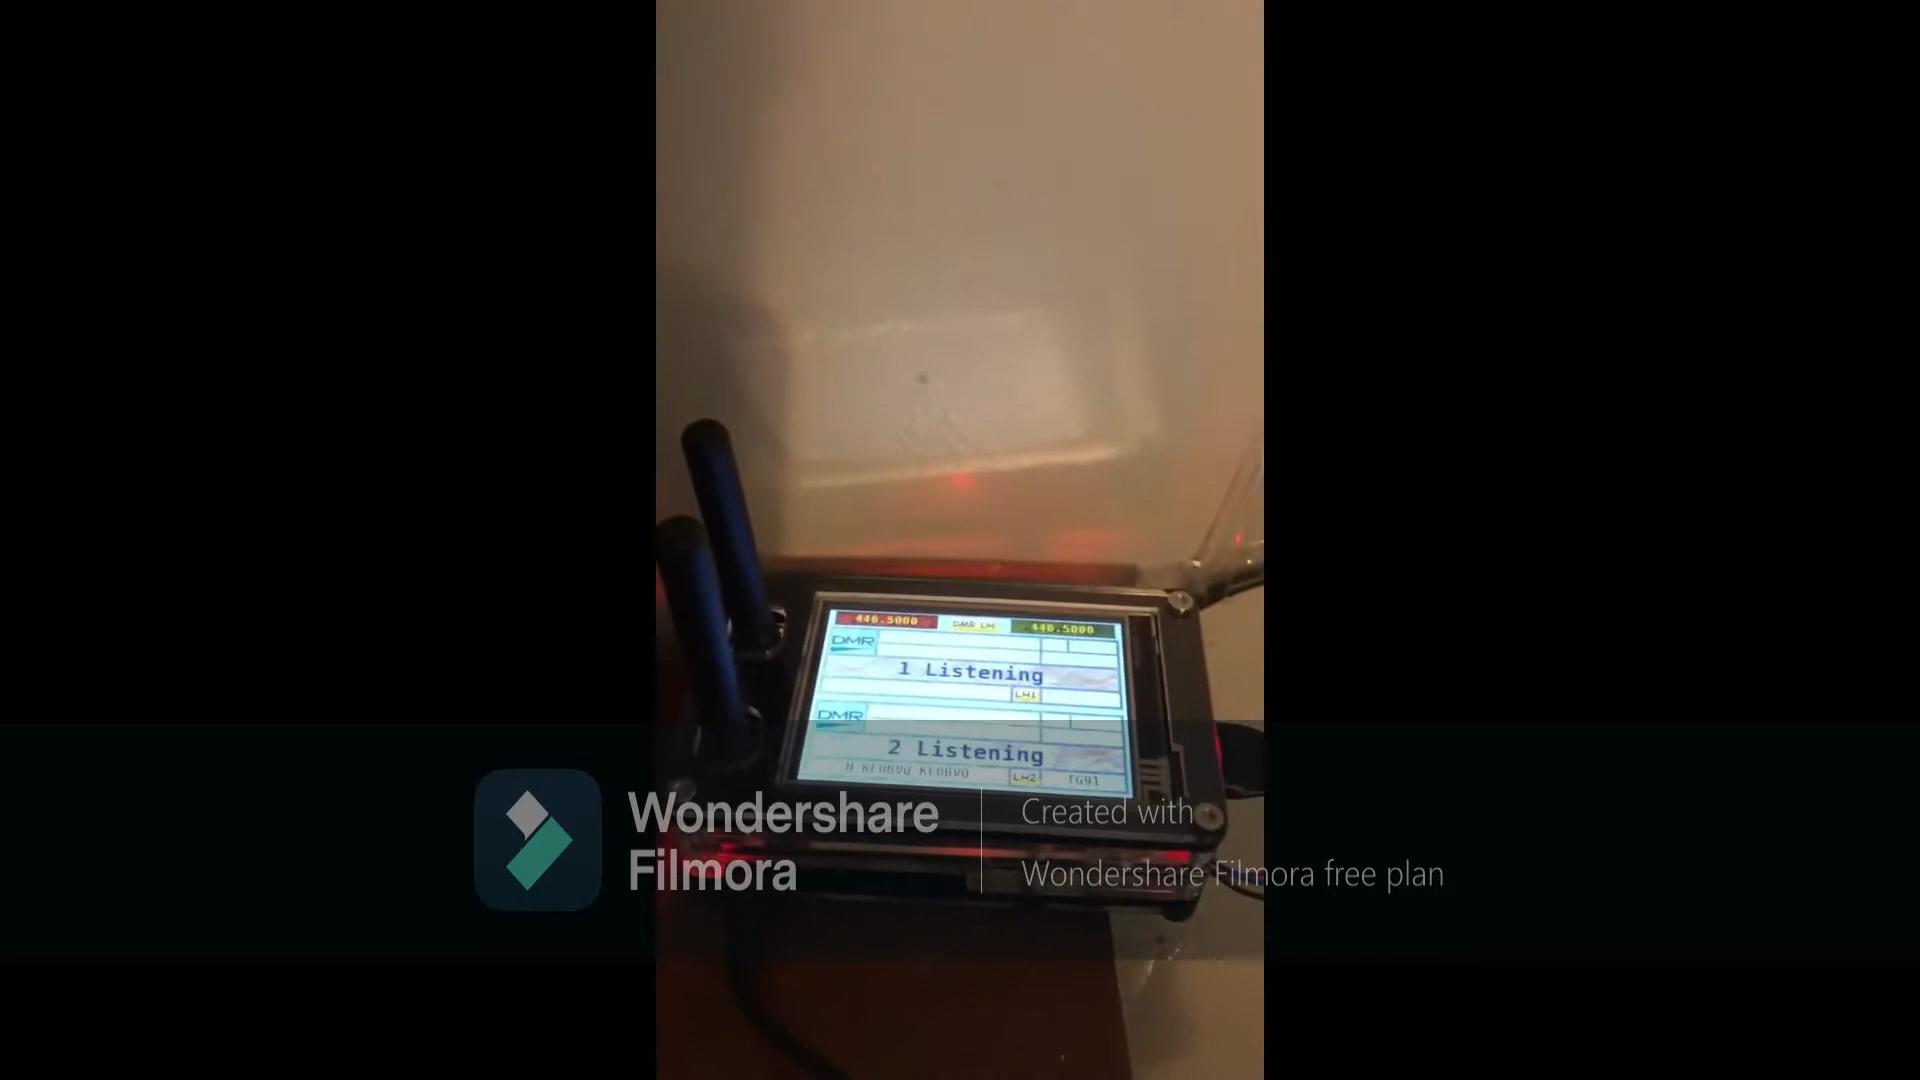 446.5000 DMR LH 446.5000
DMR
1 Listening
LH1
DMR
2 Listening
LH2 TG91
Wondershare
Filmora
Created with
Wondershare Filmora free plan